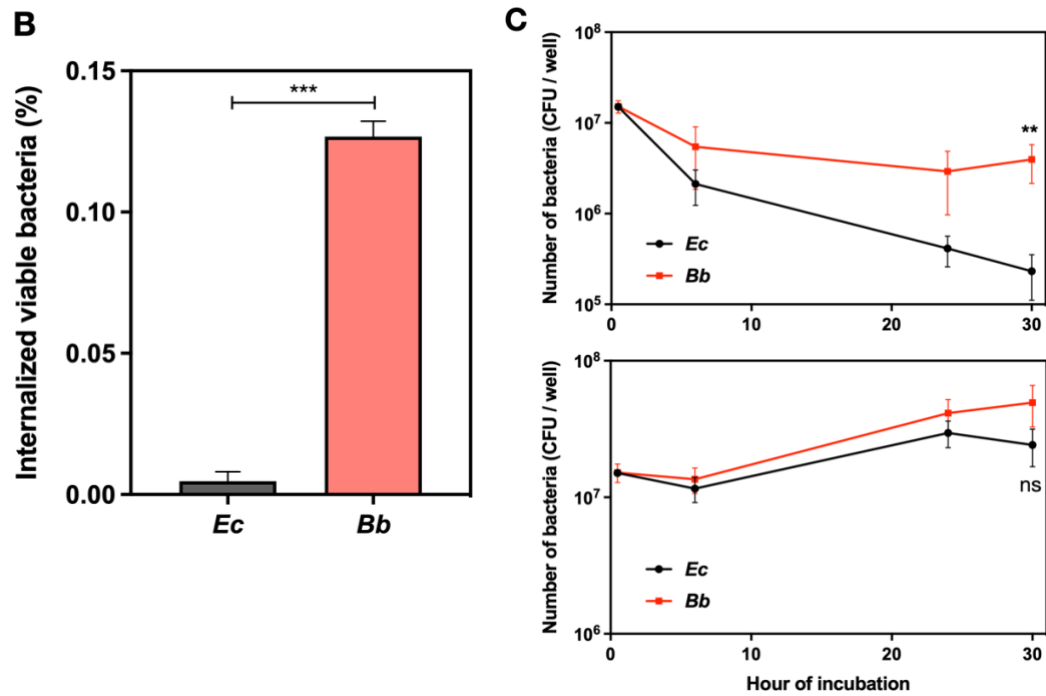 B
Internalized viable bacteria (%)
0.15
0.10
0.05
0.00
***
Ec
Bb
C
Number of bacteria (CFU / well)
10⁸
10⁷
10⁶
10⁵
**
Ec
Bb
0
10
20
30
Number of bacteria (CFU / well)
10⁸
10⁷
10⁶
ns
Ec
Bb
0
10
20
30
Hour of incubation